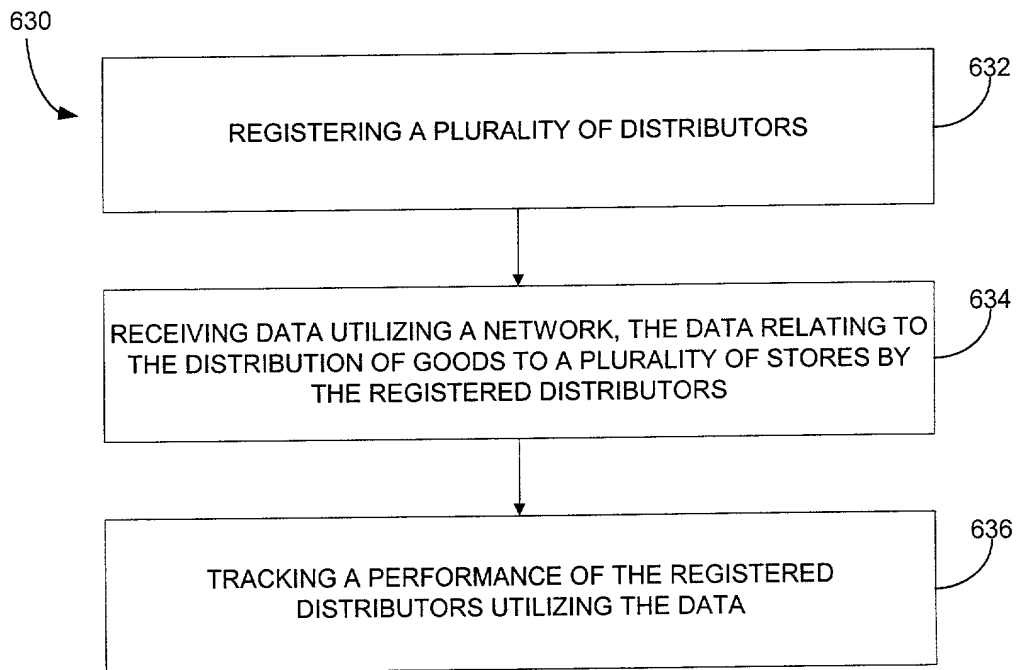 630
632
REGISTERING A PLURALITY OF DISTRIBUTORS
634
RECEIVING DATA UTILIZING A NETWORK, THE DATA RELATING TO
THE DISTRIBUTION OF GOODS TO A PLURALITY OF STORES BY
THE REGISTERED DISTRIBUTORS
636
TRACKING A PERFORMANCE OF THE REGISTERED
DISTRIBUTORS UTILIZING THE DATA